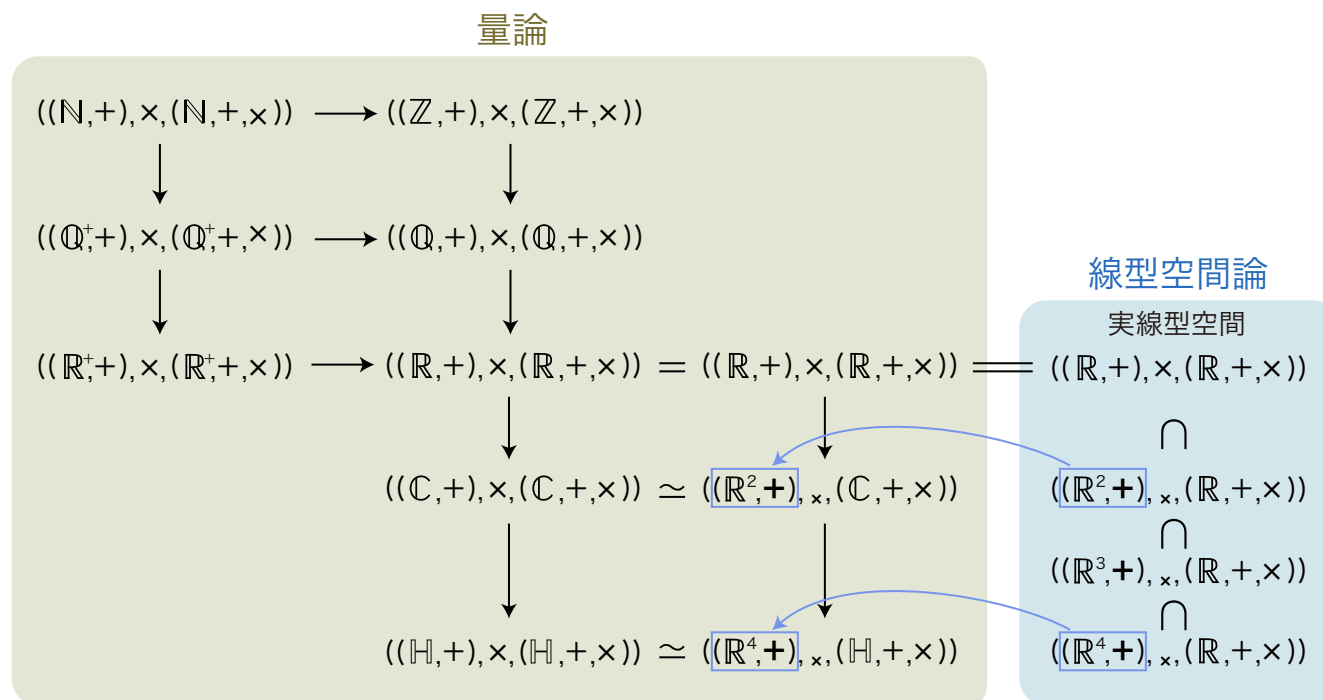 量論
((ℕ,+),×,(ℕ,+,×)) ⟶ ((ℤ,+),×,(ℤ,+,×))
((ℚ⁺,+),×,(ℚ⁺,+,×)) ⟶ ((ℚ,+),×,(ℚ,+,×))
線型空間論
実線型空間
((ℝ⁺,+),×,(ℝ⁺,+,×)) ⟶ ((ℝ,+),×,(ℝ,+,×)) = ((ℝ,+),×,(ℝ,+,×)) = ((ℝ,+),×,(ℝ,+,×))
∩
((ℂ,+),×,(ℂ,+,×)) ≃ ((ℝ²,+),×,(ℂ,+,×)) ((ℝ²,+),×,(ℝ,+,×))
∩
((ℝ³,+),×,(ℝ,+,×))
∩
((ℍ,+),×,(ℍ,+,×)) ≃ ((ℝ⁴,+),×,(ℍ,+,×)) ((ℝ⁴,+),×,(ℝ,+,×))